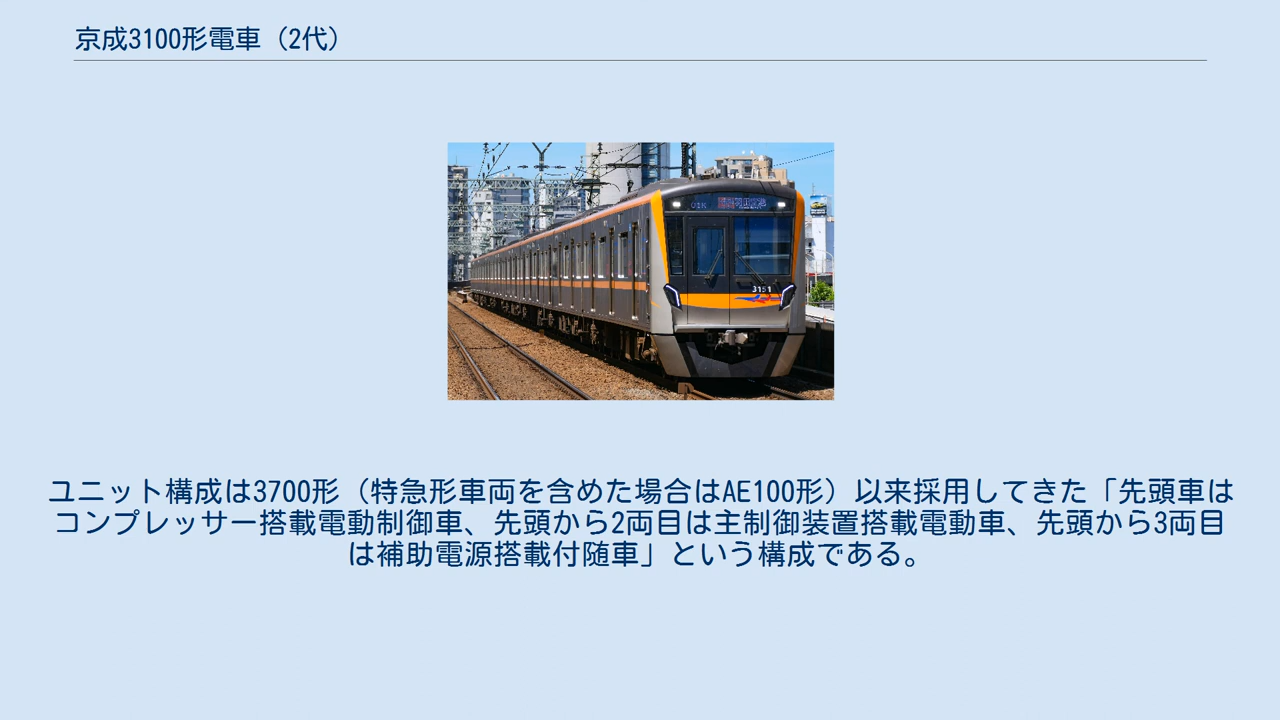 京成3100形電車（2代）
3151
ユニット構成は3700形（特急形車両を含めた場合はAE100形）以来採用してきた「先頭車は
コンプレッサー搭載電動制御車、先頭から2両目は主制御装置搭載電動車、先頭から3両目
は補助電源搭載付随車」という構成である。